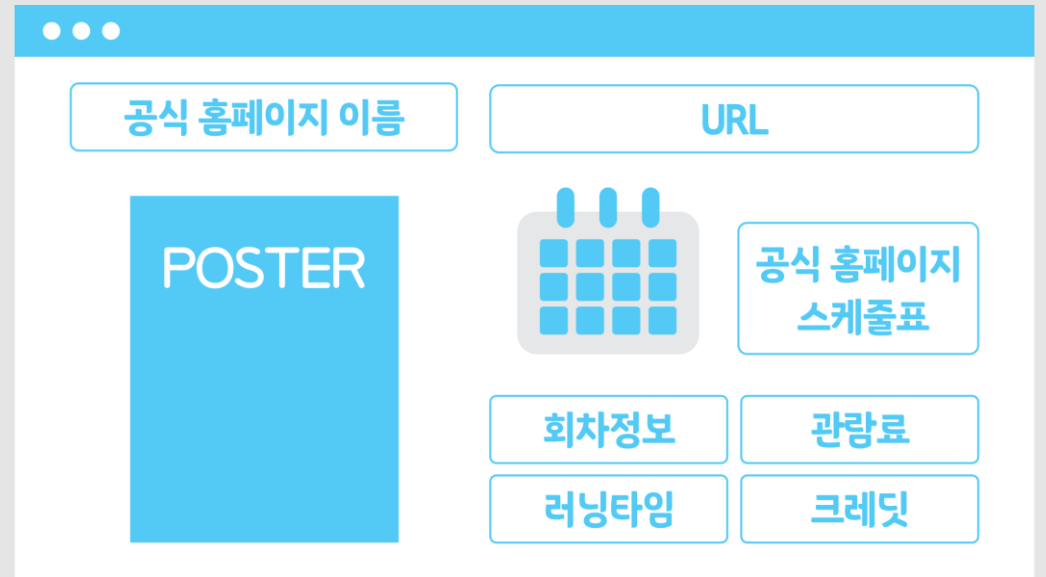 공식 홈페이지 이름
URL
POSTER
공식 홈페이지
스케줄표
회차정보
관람료
러닝타임
크레딧